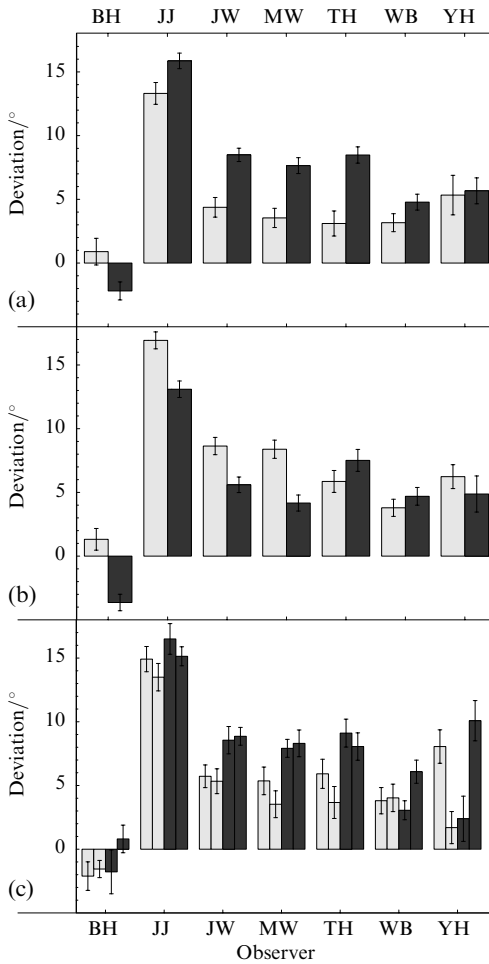 BH JJ JW MW TH WB YH
15
10
5
0
Deviation/°
(a)
15
10
5
0
Deviation/°
(b)
15
10
5
0
Deviation/°
(c)
BH JJ JW MW TH WB YH
Observer